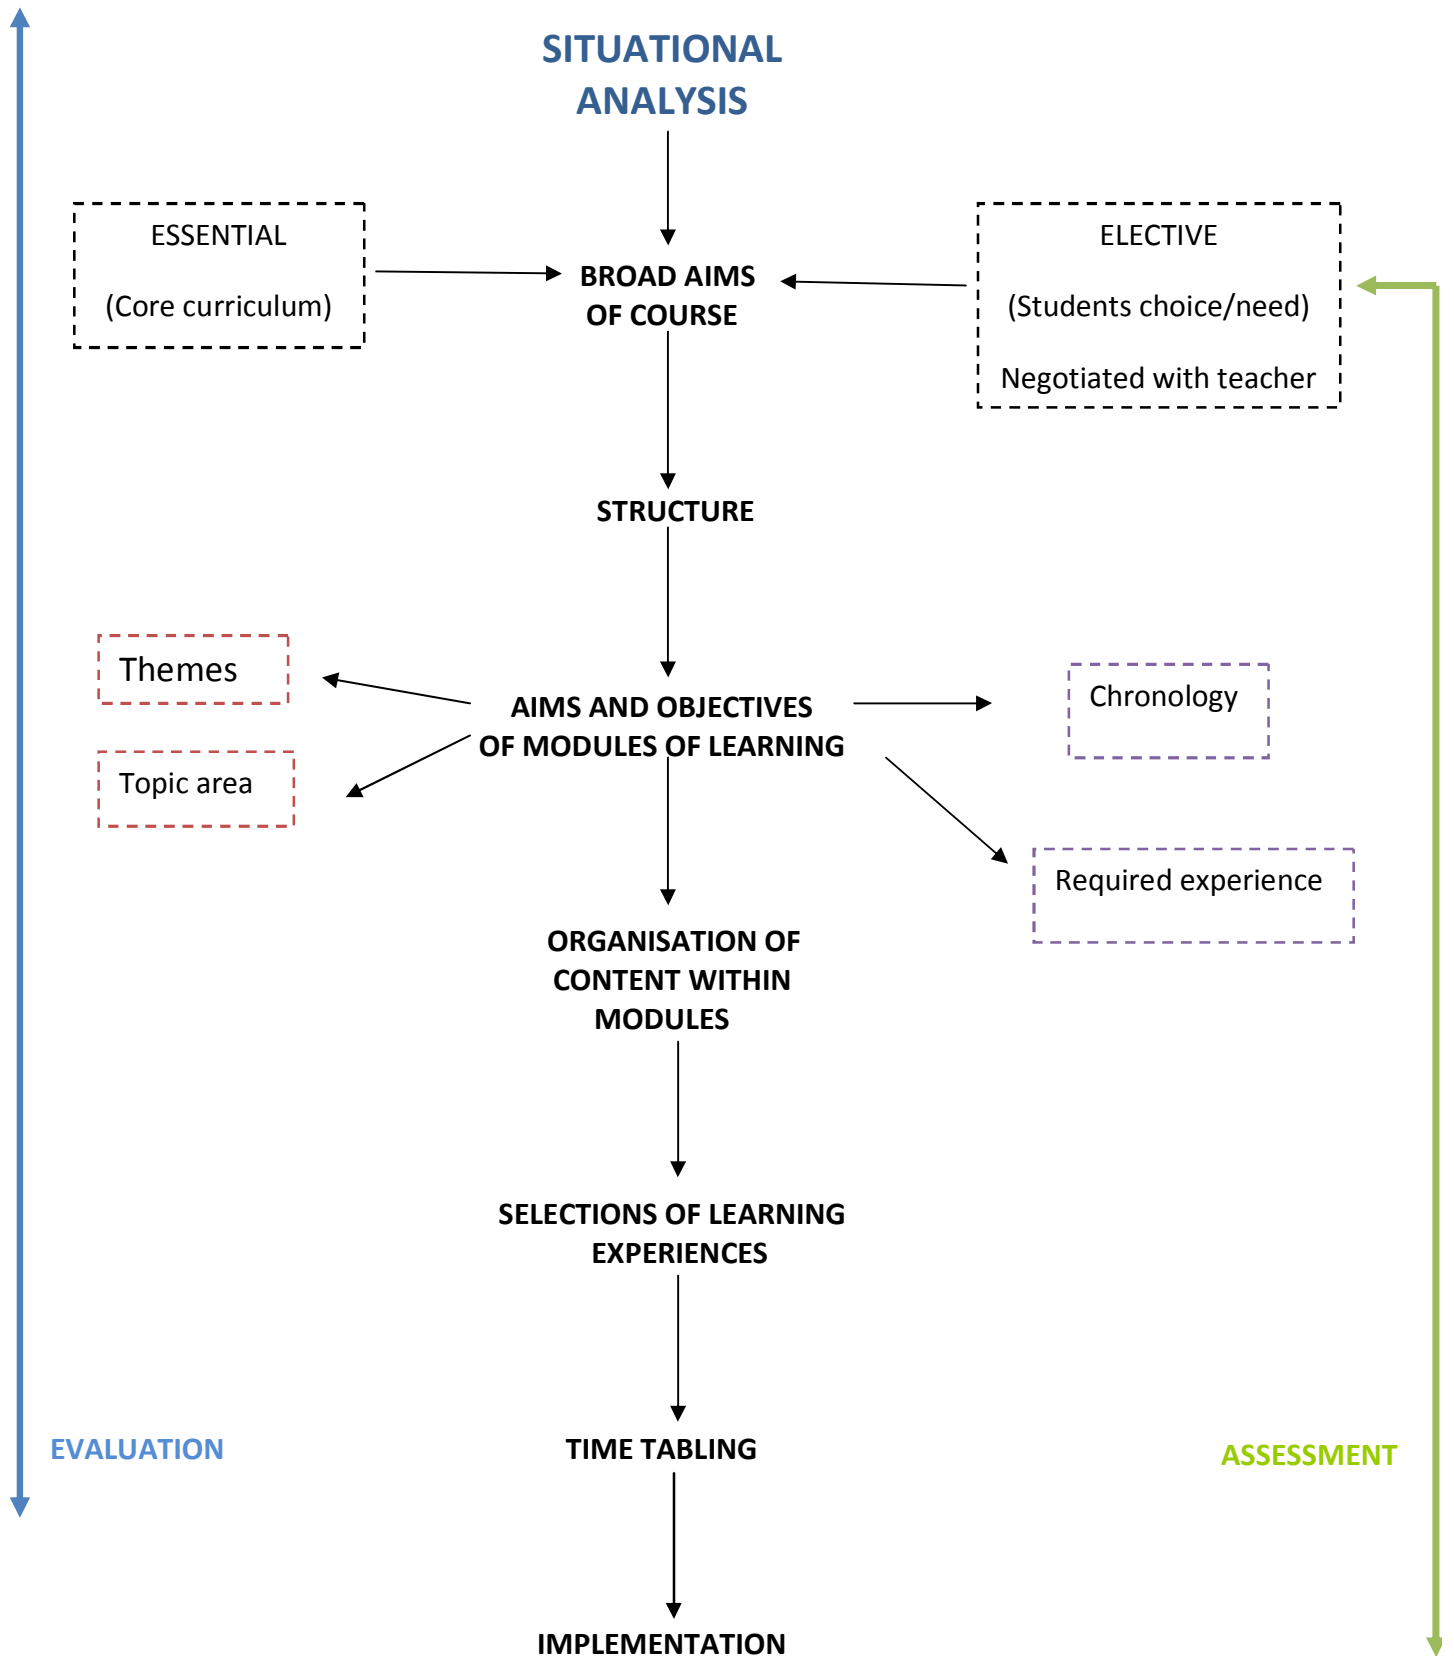 SITUATIONAL
ANALYSIS
ESSENTIAL
(Core curriculum)
BROAD AIMS
OF COURSE
ELECTIVE
(Students choice/need)
Negotiated with teacher
STRUCTURE
Themes
Topic area
AIMS AND OBJECTIVES
OF MODULES OF LEARNING
Chronology
Required experience
ORGANISATION OF
CONTENT WITHIN
MODULES
SELECTIONS OF LEARNING
EXPERIENCES
EVALUATION
TIME TABLING
ASSESSMENT
IMPLEMENTATION